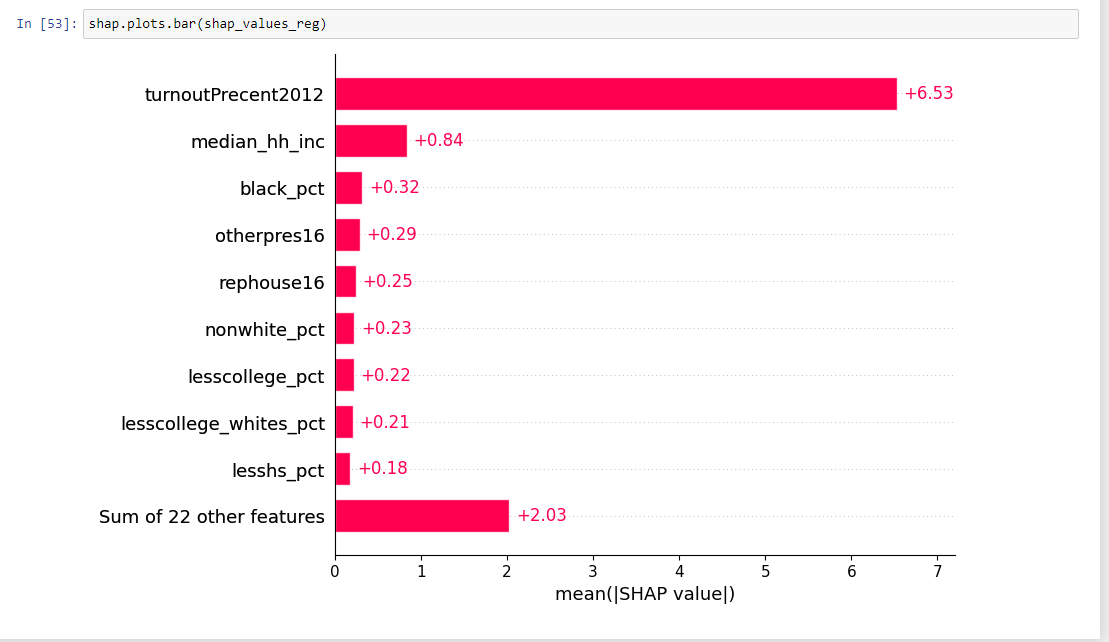 In [53]: shap.plots.bar(shap_values_reg)
turnoutPrecent2012 +6.53
median_hh_inc +0.84
black_pct +0.32
otherpres16 +0.29
rephouse16 +0.25
nonwhite_pct +0.23
lesscollege_pct +0.22
lesscollege_whites_pct +0.21
lesshs_pct +0.18
Sum of 22 other features +2.03
0 1 2 3 4 5 6 7
mean(|SHAP value|)